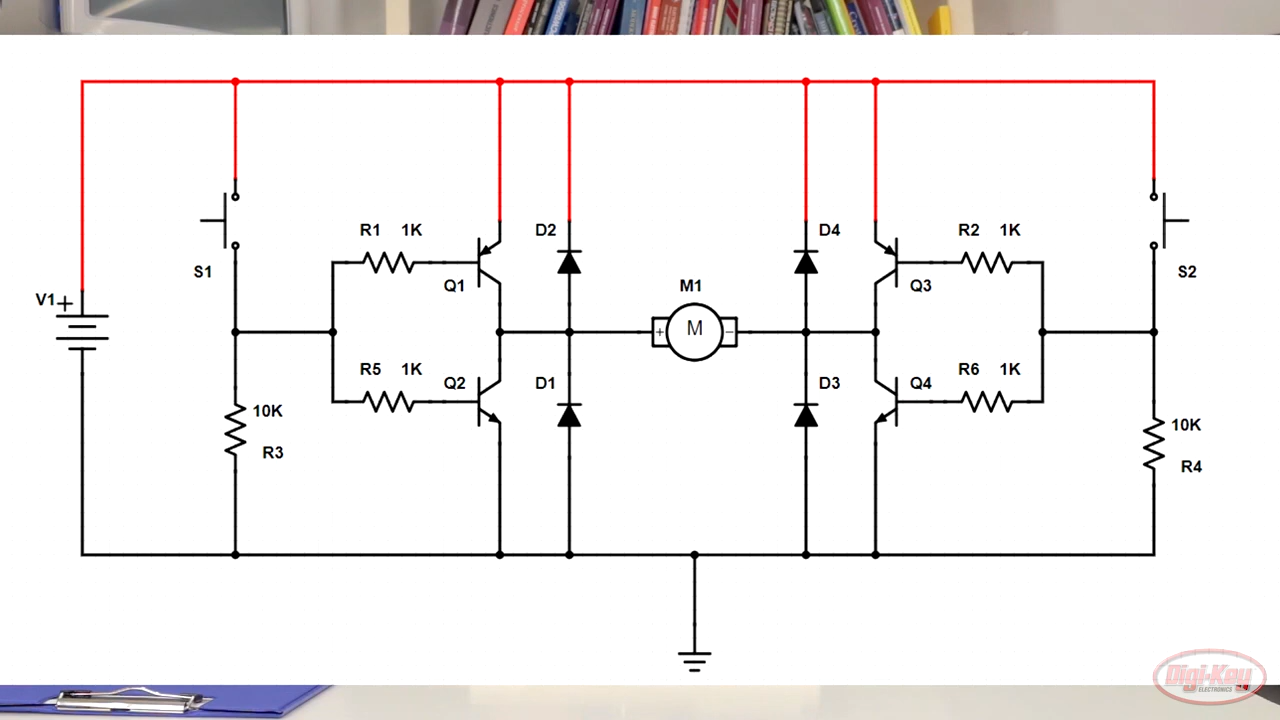 R1 1K
D2
D4
R2 1K
S1
Q1
M1
Q3
S2
V1+
+ M −
R5 1K
Q2
D1
D3
Q4
R6 1K
10K
R3
10K
R4
Digi-Key
ELECTRONICS